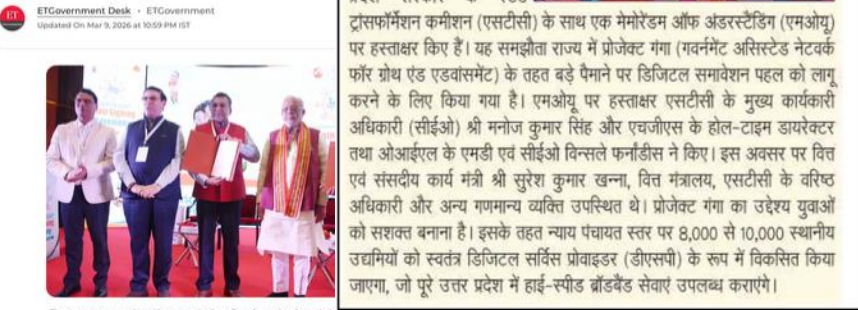 ET
ETGovernment Desk • ETGovernment
Updated On Mar 9, 2026 at 10:59 PM IST
ट्रांसफॉर्मेशन कमीशन (एसटीसी) के साथ एक मेमोरेंडम ऑफ अंडरस्टैंडिंग (एमओयू)
पर हस्ताक्षर किए हैं। यह समझौता राज्य में प्रोजेक्ट गंगा (गवर्नमेंट असिस्टेड नेटवर्क
फॉर ग्रोथ एंड एडवांसमेंट) के तहत बड़े पैमाने पर डिजिटल समावेशन पहल को लागू
करने के लिए किया गया है। एमओयू पर हस्ताक्षर एसटीसी के मुख्य कार्यकारी
अधिकारी (सीईओ) श्री मनोज कुमार सिंह और एचजीएस के होल-टाइम डायरेक्टर
तथा ओआईएल के एमडी एवं सीईओ विन्सले फर्नांडीस ने किए। इस अवसर पर वित्त
एवं संसदीय कार्य मंत्री श्री सुरेश कुमार खन्ना, वित्त मंत्रालय, एसटीसी के वरिष्ठ
अधिकारी और अन्य गणमान्य व्यक्ति उपस्थित थे। प्रोजेक्ट गंगा का उद्देश्य युवाओं
को सशक्त बनाना है। इसके तहत न्याय पंचायत स्तर पर 8,000 से 10,000 स्थानीय
उद्यमियों को स्वतंत्र डिजिटल सर्विस प्रोवाइडर (डीएसपी) के रूप में विकसित किया
जाएगा, जो पूरे उत्तर प्रदेश में हाई-स्पीड ब्रॉडबैंड सेवाएं उपलब्ध कराएंगे।